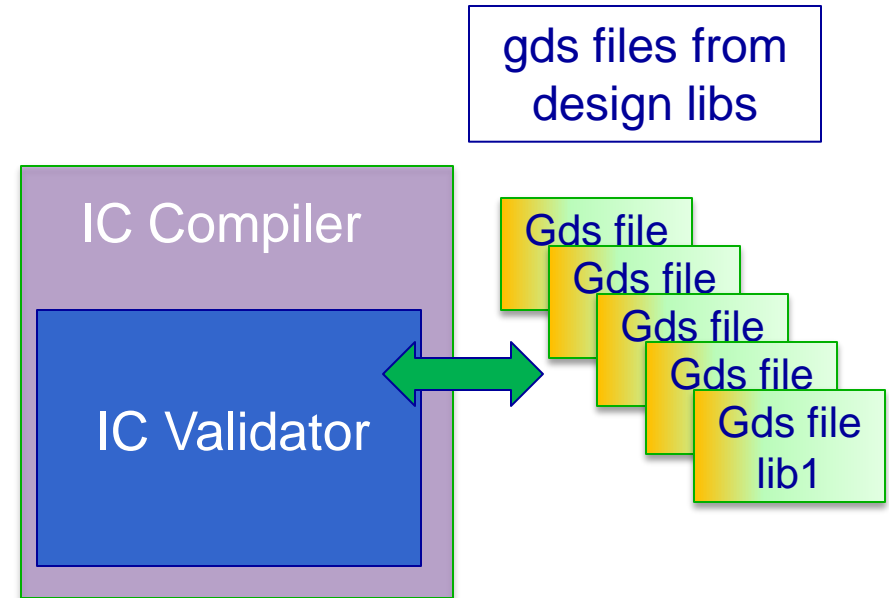 gds files from
design libs
IC Compiler
IC Validator
Gds file
Gds file
Gds file
Gds file
Gds file
lib1